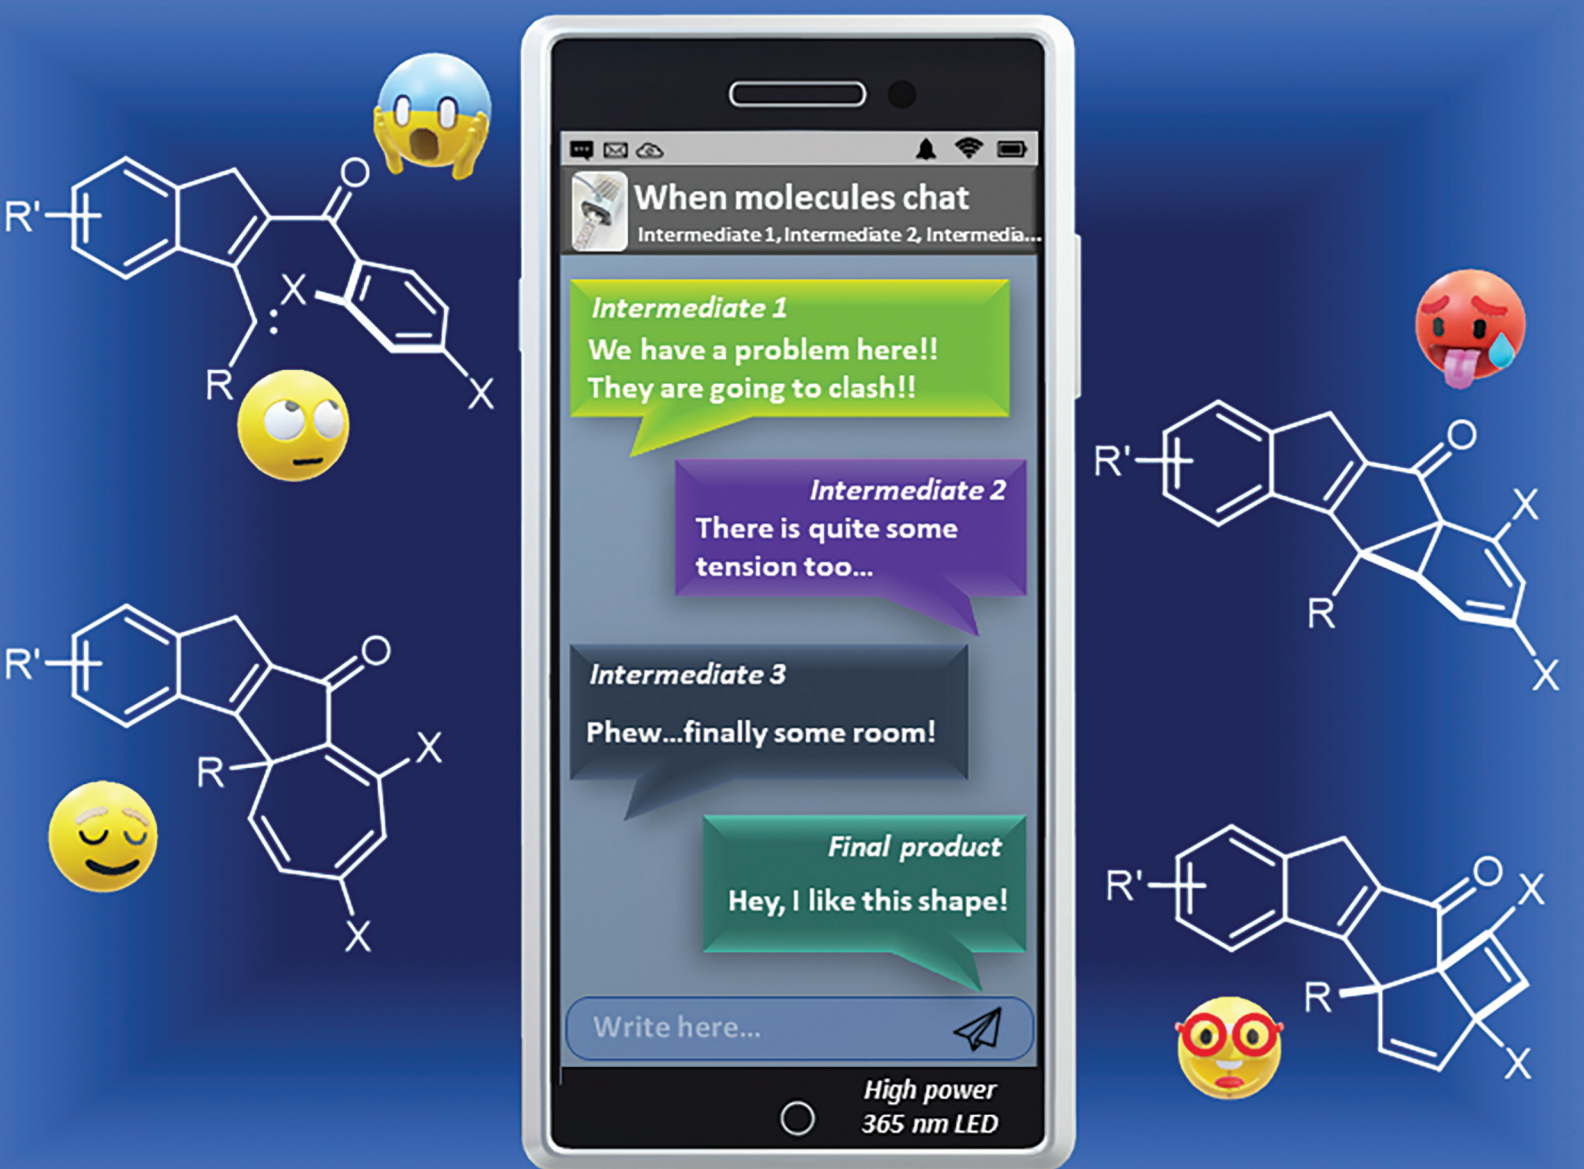 When molecules chat
Intermediate 1, Intermediate 2, Intermedia...
Intermediate 1
We have a problem here!!
They are going to clash!!
Intermediate 2
There is quite some
tension too...
Intermediate 3
Phew...finally some room!
Final product
Hey, I like this shape!
Write here...
High power
365 nm LED
R'
O
X
R
X
R'
O
X
R
X
R'
O
R
X
X
R'
O
X
R
X